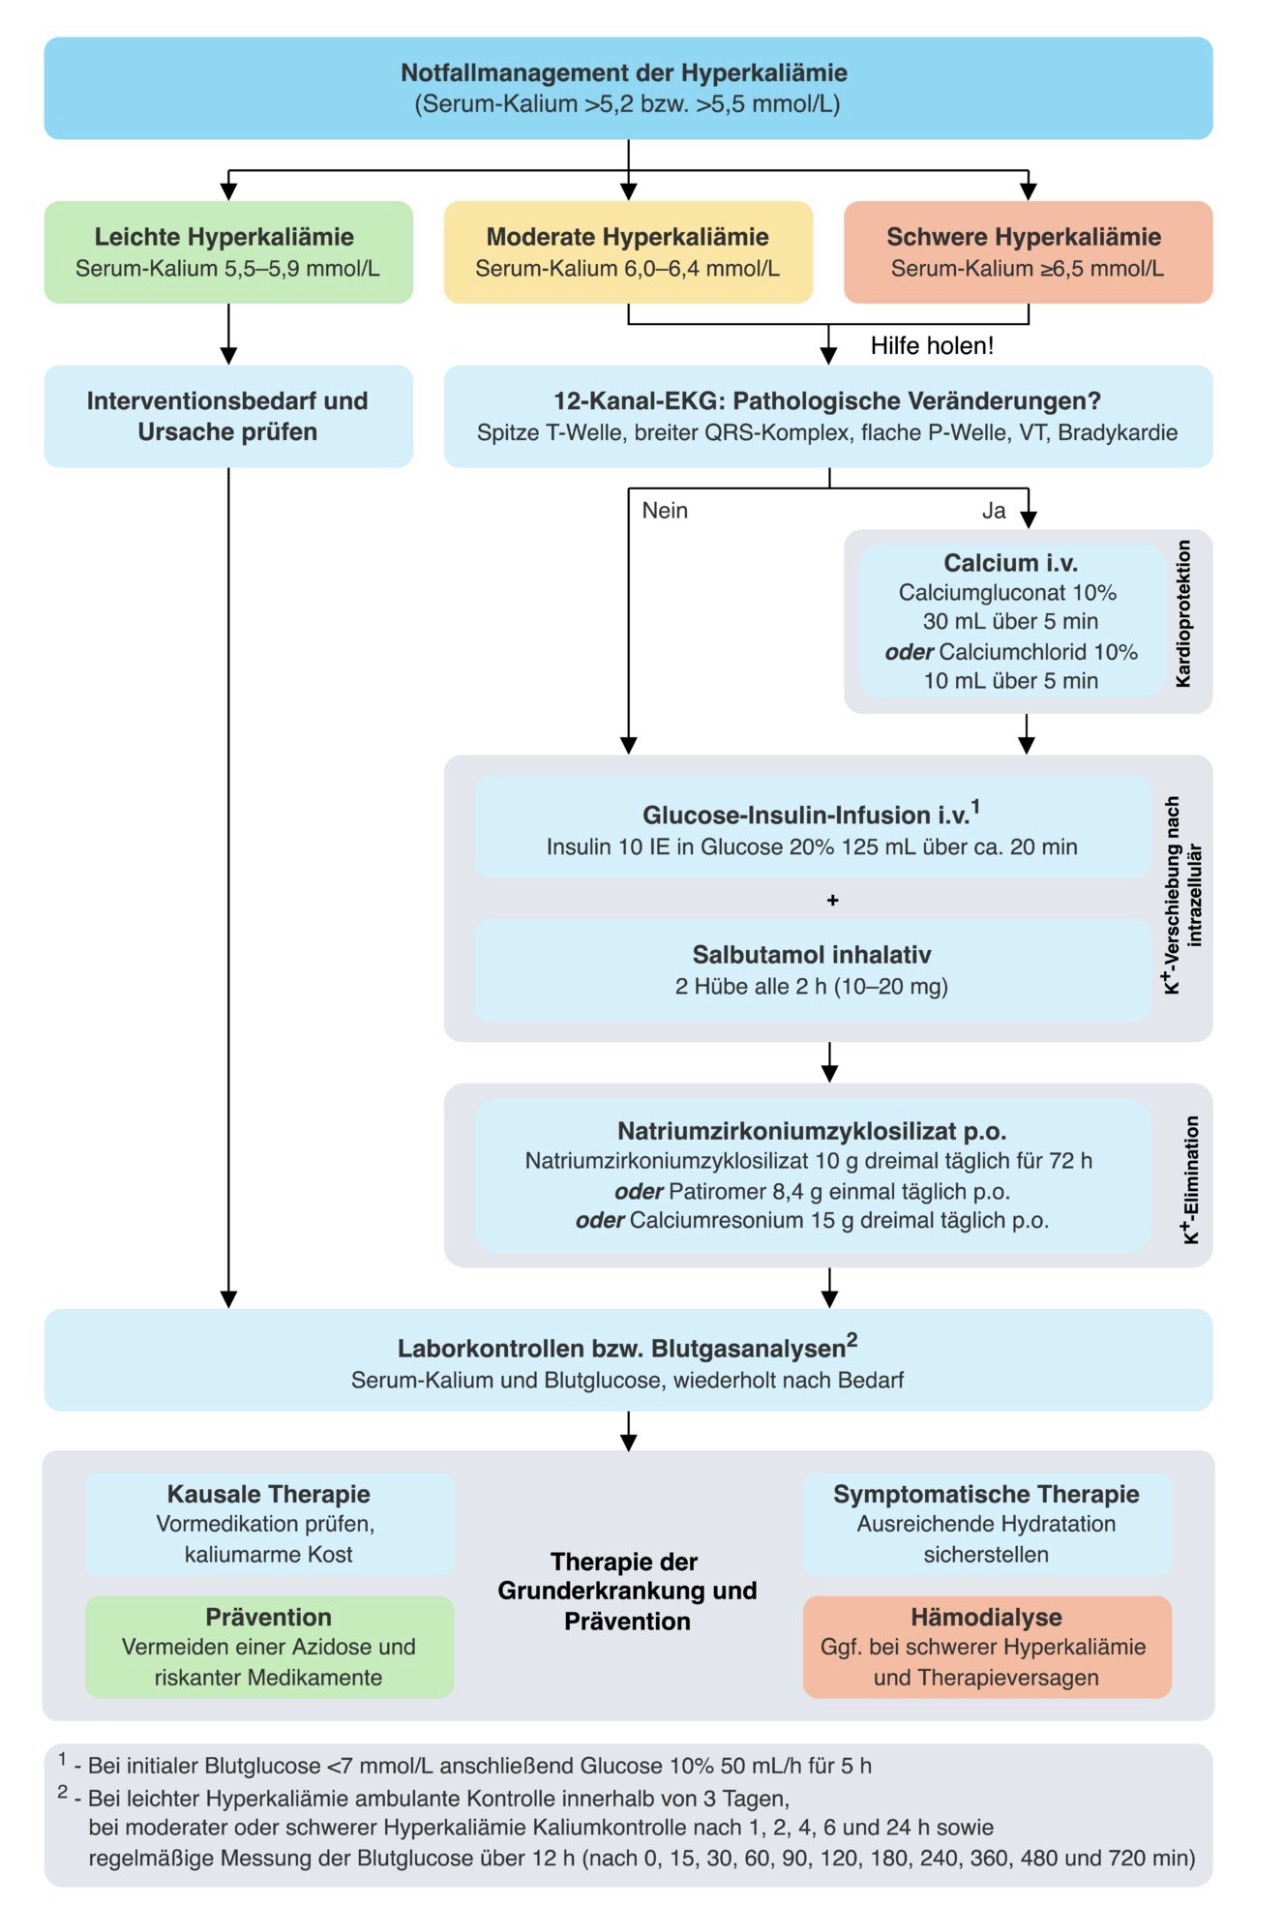 Notfallmanagement der Hyperkaliämie
(Serum-Kalium >5,2 bzw. >5,5 mmol/L)
Leichte Hyperkaliämie
Serum-Kalium 5,5–5,9 mmol/L
Moderate Hyperkaliämie
Serum-Kalium 6,0–6,4 mmol/L
Schwere Hyperkaliämie
Serum-Kalium ≥6,5 mmol/L
Hilfe holen!
Interventionsbedarf und
Ursache prüfen
12-Kanal-EKG: Pathologische Veränderungen?
Spitze T-Welle, breiter QRS-Komplex, flache P-Welle, VT, Bradykardie
Nein
Ja
Calcium i.v.
Calciumgluconat 10%
30 mL über 5 min
oder Calciumchlorid 10%
10 mL über 5 min
Kardioprotektion
Glucose-Insulin-Infusion i.v.¹
Insulin 10 IE in Glucose 20% 125 mL über ca. 20 min
+
Salbutamol inhalativ
2 Hübe alle 2 h (10–20 mg)
K⁺-Verschiebung nach
intrazellulär
Natriumzirkoniumzyklosilizat p.o.
Natriumzirkoniumzyklosilizat 10 g dreimal täglich für 72 h
oder Patiromer 8,4 g einmal täglich p.o.
oder Calciumresonium 15 g dreimal täglich p.o.
K⁺-Elimination
Laborkontrollen bzw. Blutgasanalysen²
Serum-Kalium und Blutglucose, wiederholt nach Bedarf
Kausale Therapie
Vormedikation prüfen,
kaliumarme Kost
Symptomatische Therapie
Ausreichende Hydratation
sicherstellen
Therapie der
Grunderkrankung und
Prävention
Prävention
Vermeiden einer Azidose und
riskanter Medikamente
Hämodialyse
Ggf. bei schwerer Hyperkaliämie
und Therapieversagen
¹ - Bei initialer Blutglucose <7 mmol/L anschließend Glucose 10% 50 mL/h für 5 h
² - Bei leichter Hyperkaliämie ambulante Kontrolle innerhalb von 3 Tagen,
bei moderater oder schwerer Hyperkaliämie Kaliumkontrolle nach 1, 2, 4, 6 und 24 h sowie
regelmäßige Messung der Blutglucose über 12 h (nach 0, 15, 30, 60, 90, 120, 180, 240, 360, 480 und 720 min)